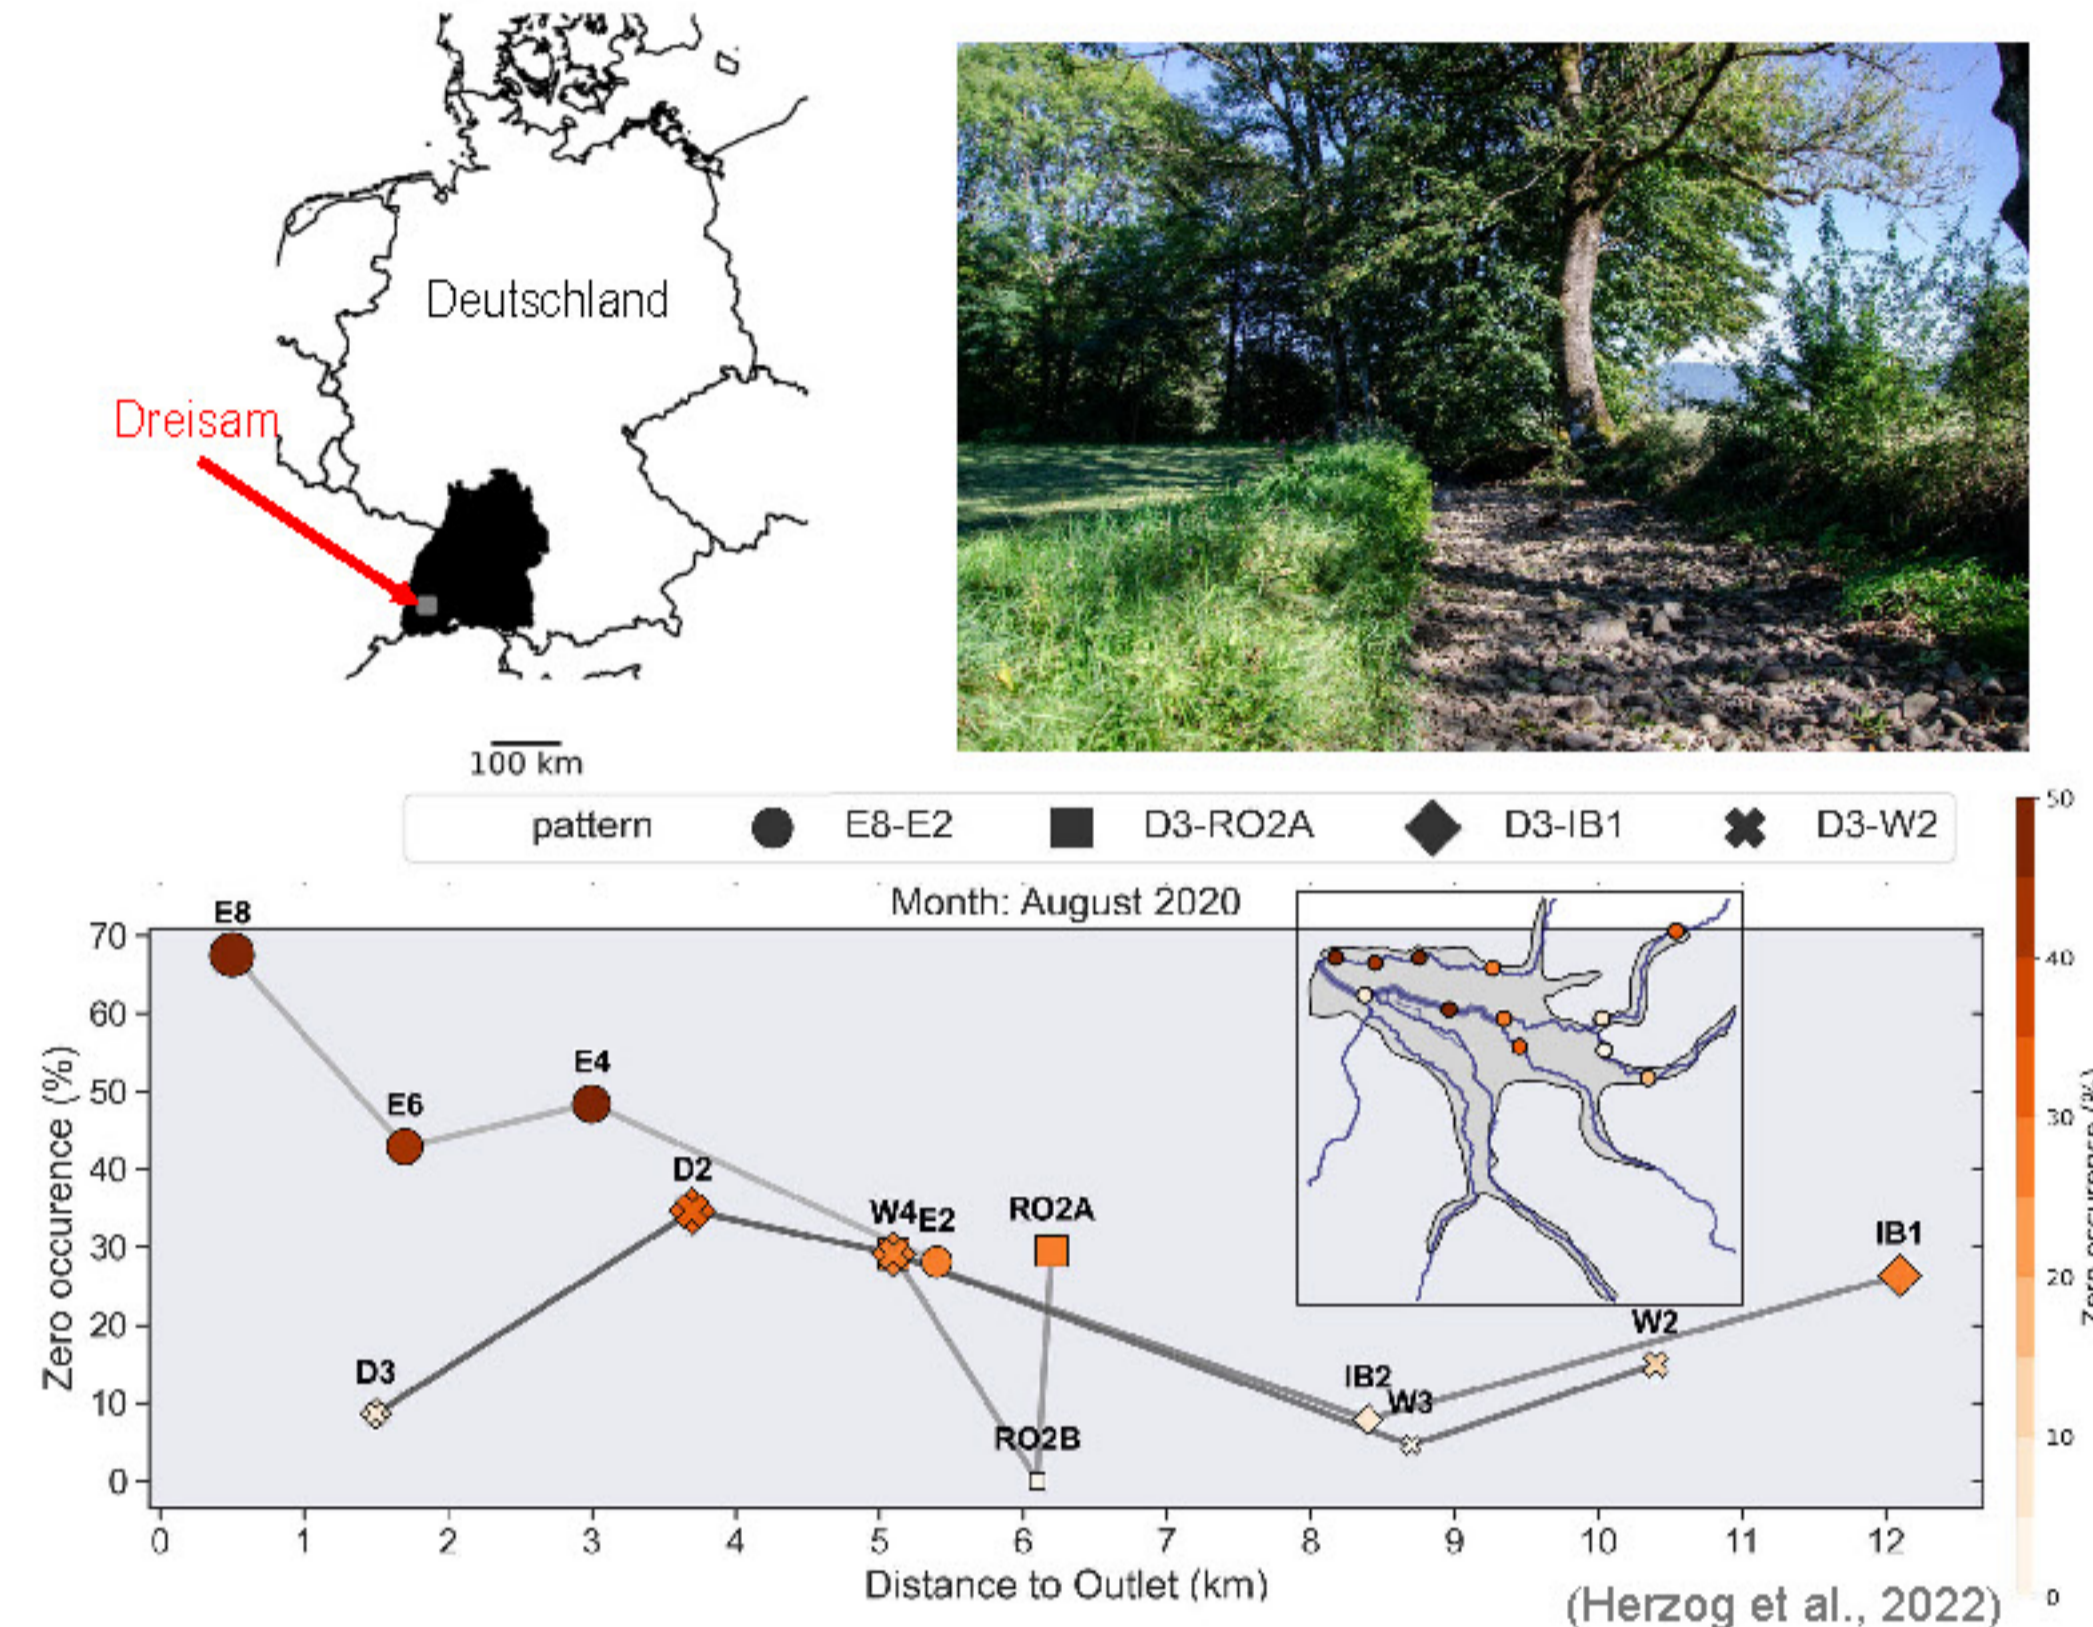 Deutschland
Dreisam
100 km
pattern E8-E2 D3-RO2A D3-IB1 D3-W2
Month: August 2020
E8
E6
E4
D2
D3
W4 E2
RO2A
RO2B
IB2
W3
W2
IB1
Zero occurence (%)
70
60
50
40
30
20
10
0
0 1 2 3 4 5 6 7 8 9 10 11 12
Distance to Outlet (km)
50
40
30
20
10
0
Zero occurence (%)
(Herzog et al., 2022)